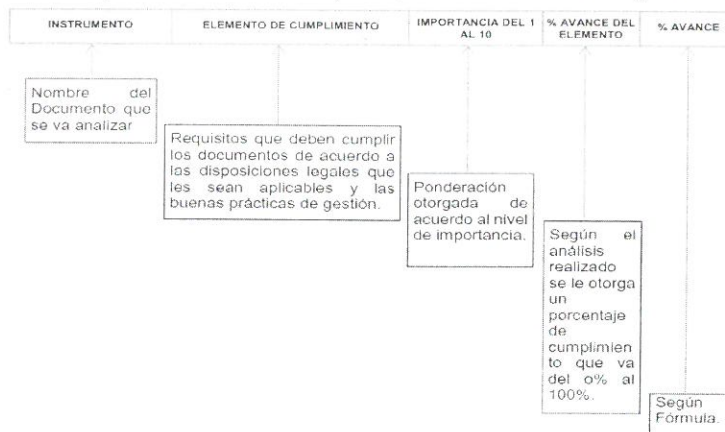 INSTRUMENTO
ELEMENTO DE CUMPLIMIENTO
IMPORTANCIA DEL 1
AL 10
% AVANCE DEL
ELEMENTO
% AVANCE
Nombre del
Documento que
se va analizar
Requisitos que deben cumplir
los documentos de acuerdo a
las disposiciones legales que
les sean aplicables y las
buenas prácticas de gestión.
Ponderación
otorgada de
acuerdo al nivel
de importancia.
Según el
análisis
realizado
se le otorga
un
porcentaje
de
cumplimien
to que va
del o% al
100%.
Según
Fórmula.